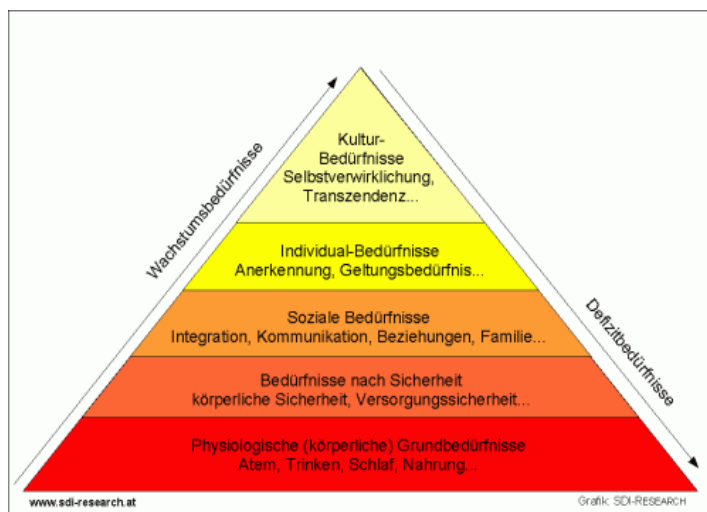 Kultur-
Bedürfnisse
Selbstverwirklichung,
Transzendenz...
Wachstumsbedürfnisse
Individual-Bedürfnisse
Anerkennung, Geltungsbedürfnis...
Soziale Bedürfnisse
Integration, Kommunikation, Beziehungen, Familie...
Defizitbedürfnisse
Bedürfnisse nach Sicherheit
körperliche Sicherheit, Versorgungssicherheit...
Physiologische (körperliche) Grundbedürfnisse
Atem, Trinken, Schlaf, Nahrung...
www.sdi-research.at
Grafik: SDI-RESEARCH